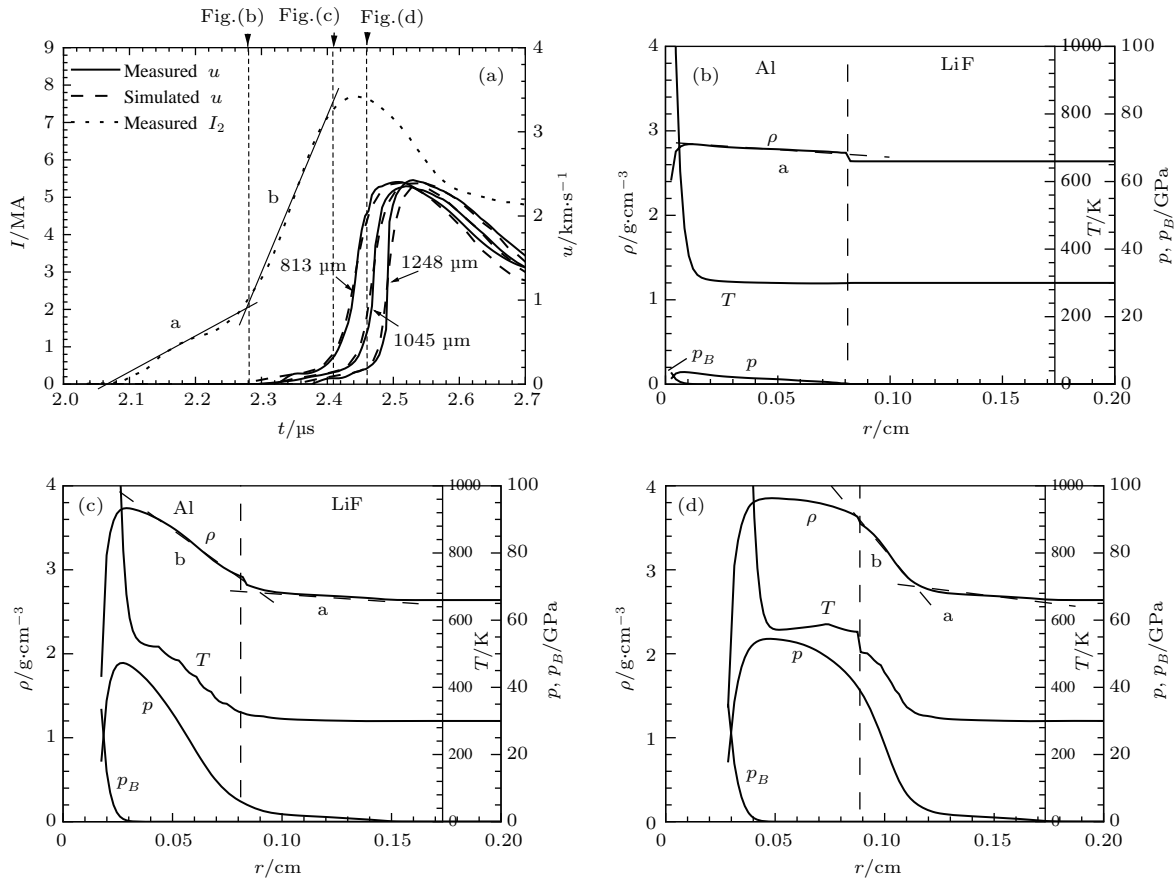 Fig.(b) Fig.(c) Fig.(d)
9 8 7 6 5 4 3 2 1 0
I/MA
Measured u
Simulated u
Measured I₂
(a)
b
a
813 µm
1248 µm
1045 µm
4 3 2 1 0
u/km·s⁻¹
2.0 2.1 2.2 2.3 2.4 2.5 2.6 2.7
t/µs
4 3 2 1 0
ρ/g·cm⁻³
(b) Al LiF
ρ
a
T
p_B
p
1000 800 600 400 200 0
T/K
100 80 60 40 20 0
p, p_B/GPa
0 0.05 0.10 0.15 0.20
r/cm
4 3 2 1 0
ρ/g·cm⁻³
(c) Al LiF
ρ
b
a
T
p
p_B
1000 800 600 400 200 0
T/K
100 80 60 40 20 0
p, p_B/GPa
0 0.05 0.10 0.15 0.20
r/cm
4 3 2 1 0
ρ/g·cm⁻³
(d)
ρ
b
a
T
p
p_B
1000 800 600 400 200 0
T/K
100 80 60 40 20 0
p, p_B/GPa
0 0.05 0.10 0.15 0.20
r/cm